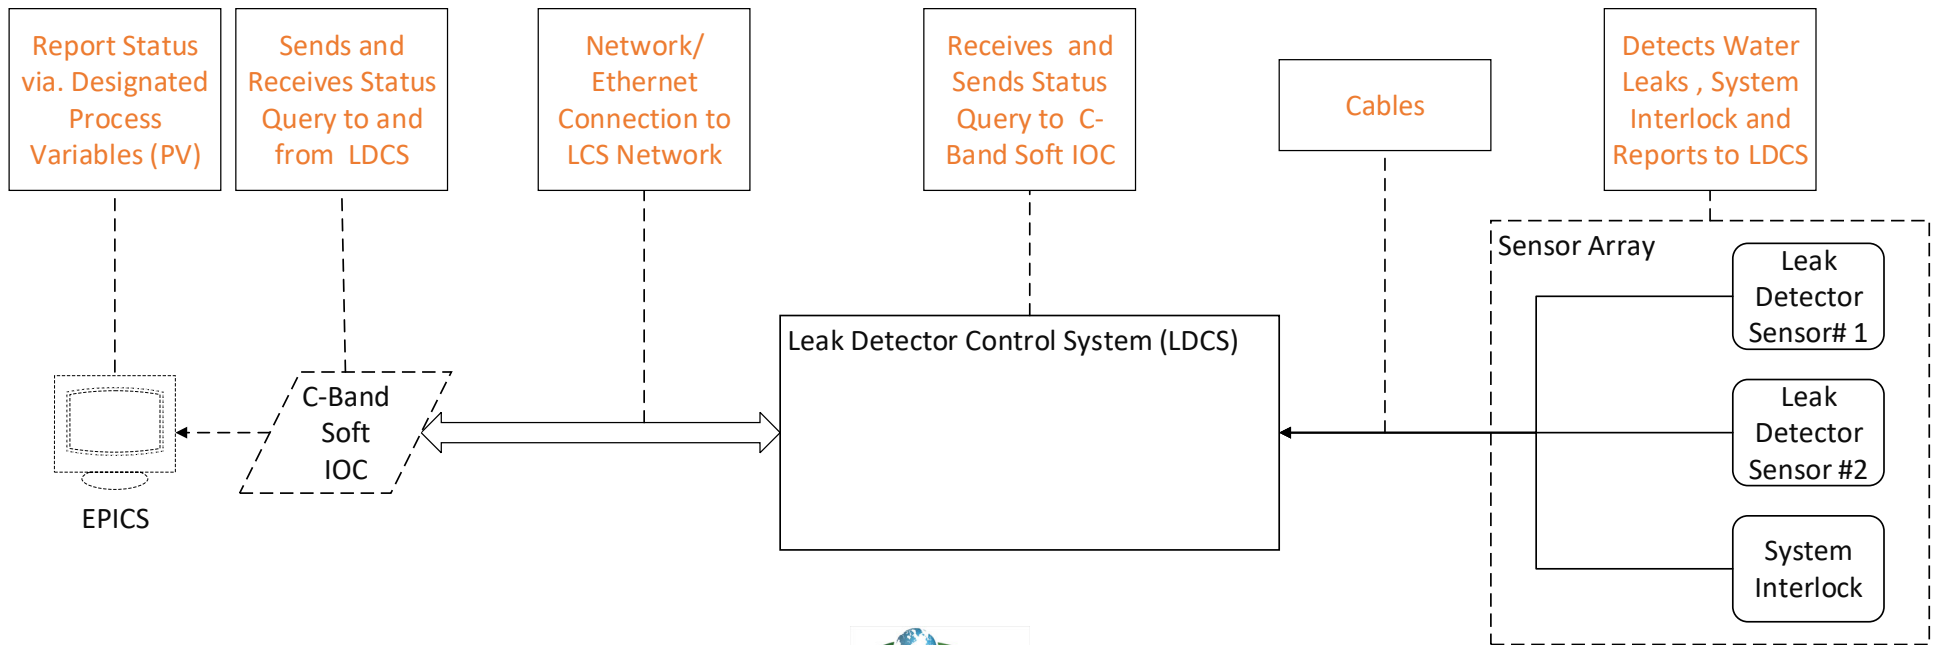 Report Status
via. Designated
Process
Variables (PV)
Sends and
Receives Status
Query to and
from LDCS
Network/
Ethernet
Connection to
LCS Network
Receives and
Sends Status
Query to C-
Band Soft IOC
Cables
Detects Water
Leaks , System
Interlock and
Reports to LDCS
Sensor Array
Leak
Detector
Sensor# 1
Leak Detector Control System (LDCS)
C-Band
Soft
IOC
Leak
Detector
Sensor #2
EPICS
System
Interlock